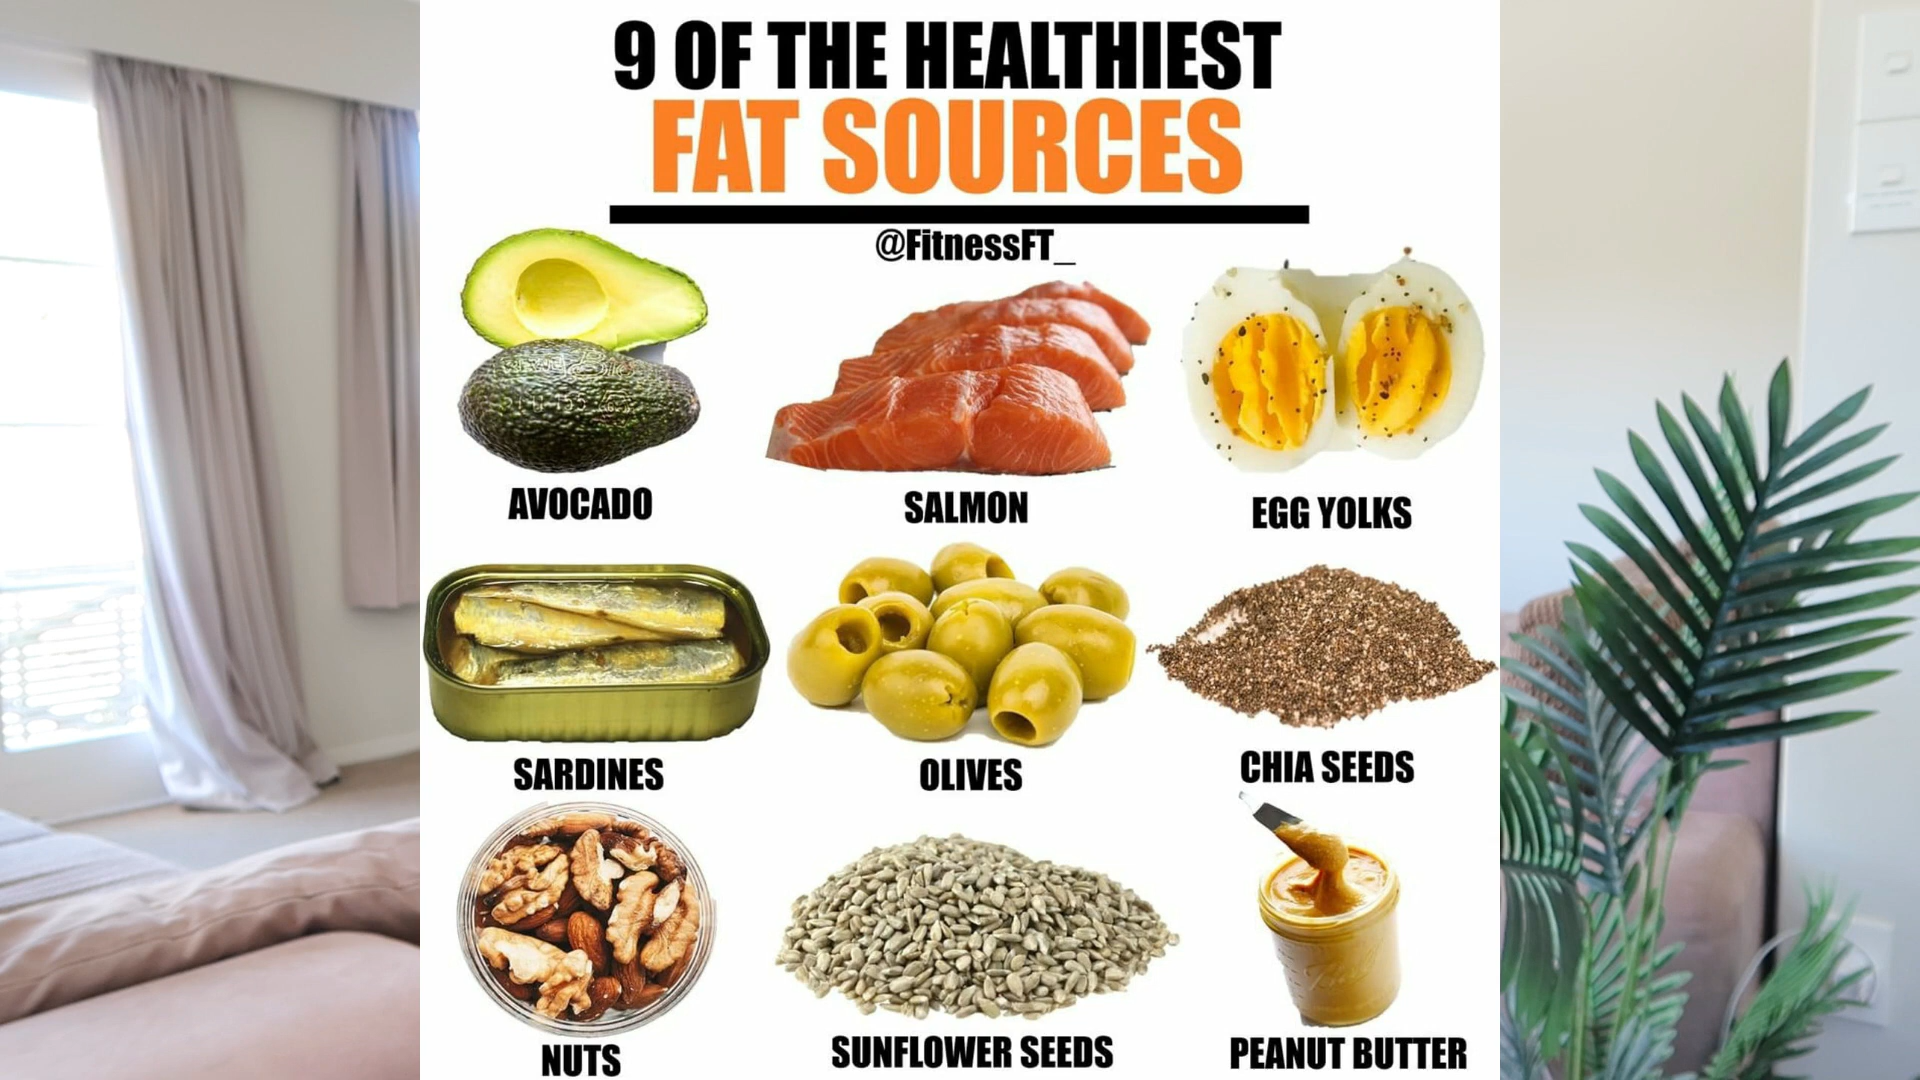 9 OF THE HEALTHIEST
FAT SOURCES
@FitnessFT_
AVOCADO
SALMON
EGG YOLKS
SARDINES
OLIVES
CHIA SEEDS
NUTS
SUNFLOWER SEEDS
PEANUT BUTTER